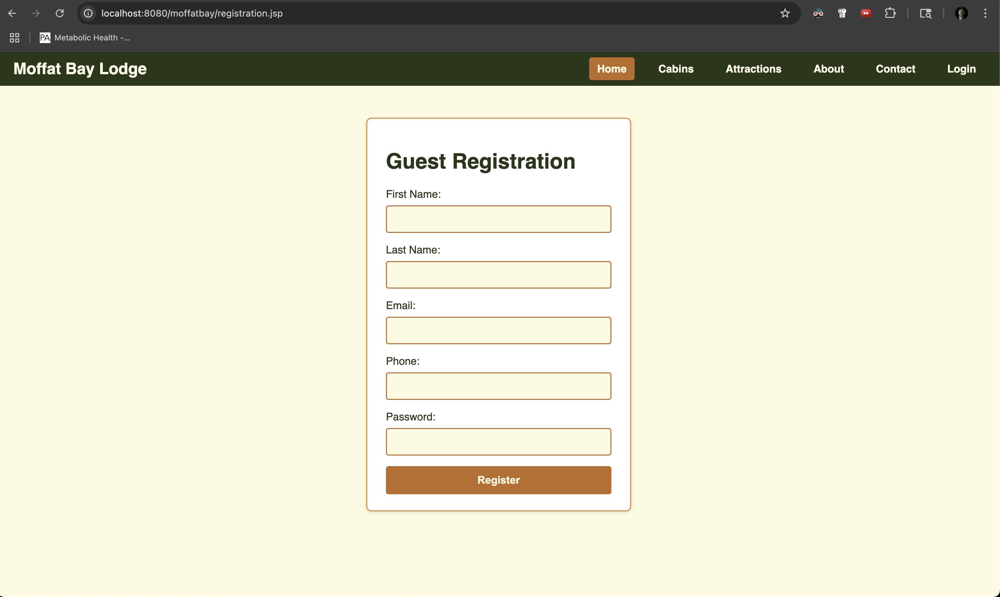 localhost:8080/moffatbay/registration.jsp
PA Metabolic Health -...
Moffat Bay Lodge Home Cabins Attractions About Contact Login
Guest Registration
First Name:
Last Name:
Email:
Phone:
Password:
Register